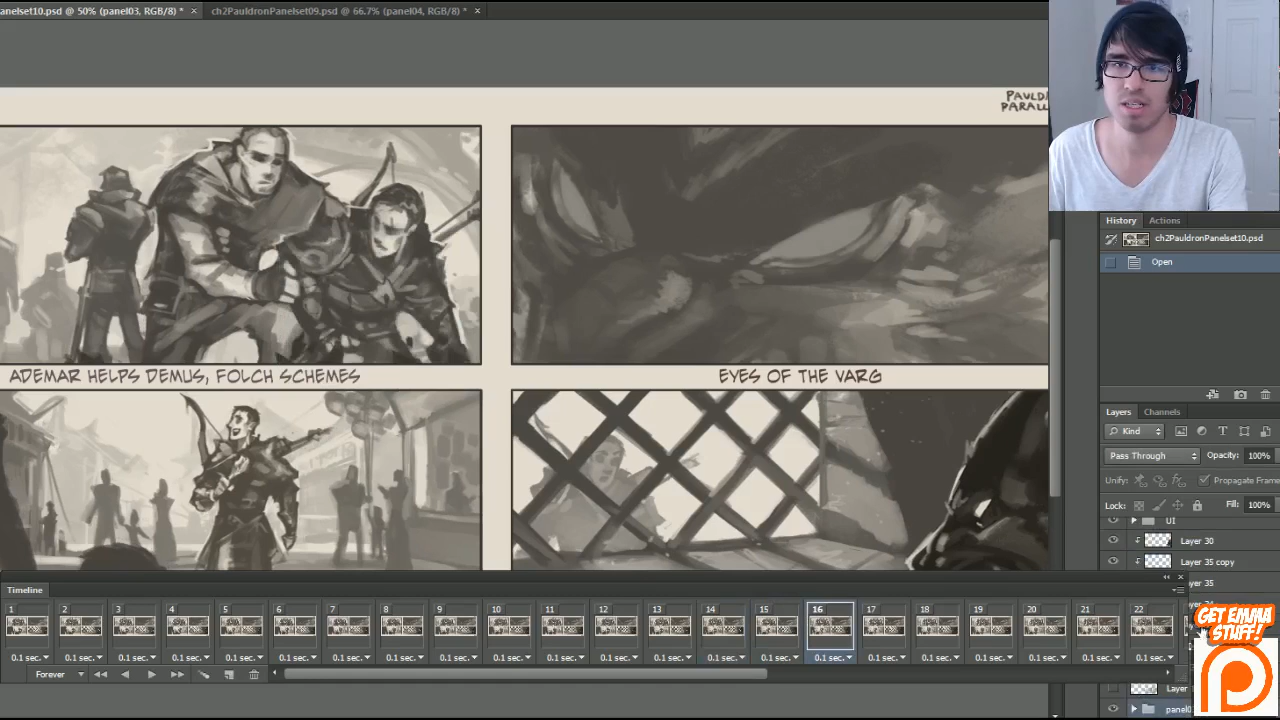 anelset10.psd @ 50% (panel03, RGB/8) * × ch2PauldronPanelset09.psd @ 66.7% (panel04, RGB/8) * ×
PAULD
PARALL
ADEMAR HELPS DEMUS, FOLCH SCHEMES
EYES OF THE VARG
History Actions
ch2PauldronPanelset10.psd
Open
Layers Channels
Kind
Pass Through Opacity: 100%
Unify: Propagate Frame
Lock: Fill: 100%
UI
Layer 30
Layer 35 copy
35
Layer
panel0
GET EMMA
STUFF!
Timeline
1 2 3 4 5 6 7 8 9 10 11 12 13 14 15 16 17 18 19 20 21 22
0.1 sec. 0.1 sec. 0.1 sec. 0.1 sec. 0.1 sec. 0.1 sec. 0.1 sec. 0.1 sec. 0.1 sec. 0.1 sec. 0.1 sec. 0.1 sec. 0.1 sec. 0.1 sec. 0.1 sec. 0.1 sec. 0.1 sec. 0.1 sec. 0.1 sec. 0.1 sec. 0.1 sec. 0.1 sec.
Forever